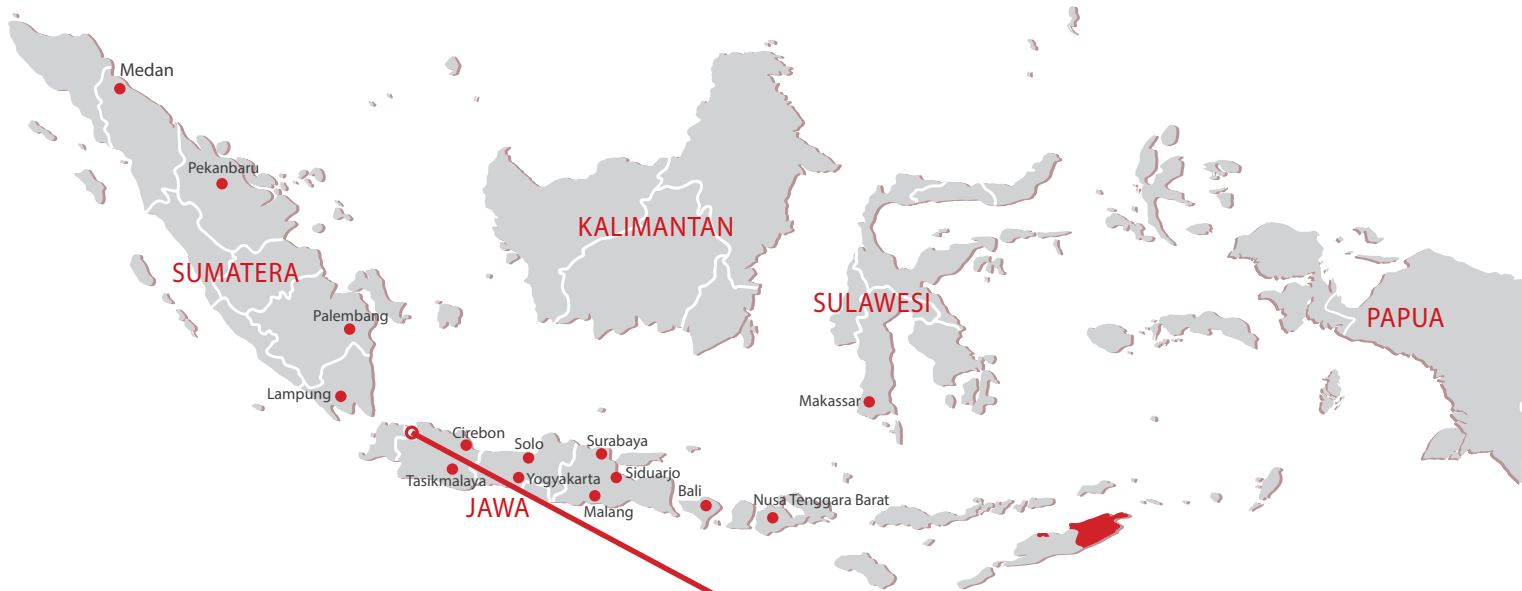 Medan
Pekanbaru
KALIMANTAN
SUMATERA
SULAWESI
PAPUA
Palembang
Lampung
Makassar
Cirebon
Solo
Surabaya
Tasikmalaya
Yogyakarta
Siduarjo
JAWA
Malang
Bali
Nusa Tenggara Barat